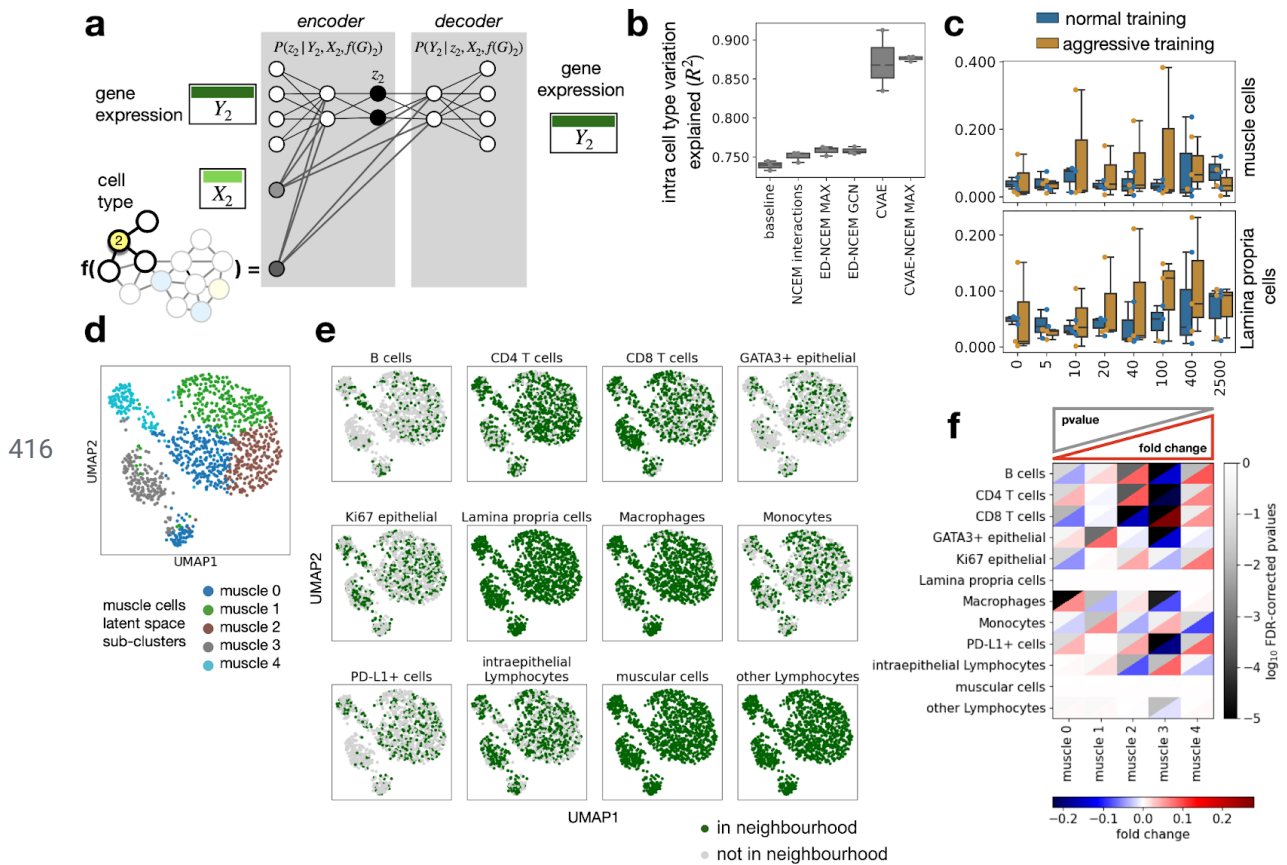 a
encoder
decoder
P(z₂ | Y₂, X₂, f(G)₂)
P(Y₂ | z₂, X₂, f(G)₂)
z₂
gene
expression
Y₂
gene
expression
Y₂
cell
type
X₂
2
f( ) =
b
intra cell type variation
explained (R²)
0.900
0.850
0.800
0.750
baseline
NCEM interactions
ED-NCEM MAX
ED-NCEM GCN
CVAE
CVAE-NCEM MAX
c
normal training
aggressive training
0.400
0.200
0.000
muscle cells
0.200
0.100
0.000
Lamina propria
cells
0
5
10
20
40
100
400
2500
d
UMAP2
UMAP1
muscle cells
latent space
sub-clusters
muscle 0
muscle 1
muscle 2
muscle 3
muscle 4
416
e
B cells
CD4 T cells
CD8 T cells
GATA3+ epithelial
Ki67 epithelial
Lamina propria cells
Macrophages
Monocytes
PD-L1+ cells
intraepithelial
Lymphocytes
muscular cells
other Lymphocytes
UMAP2
UMAP1
in neighbourhood
not in neighbourhood
f
pvalue
fold change
B cells
CD4 T cells
CD8 T cells
GATA3+ epithelial
Ki67 epithelial
Lamina propria cells
Macrophages
Monocytes
PD-L1+ cells
intraepithelial Lymphocytes
muscular cells
other Lymphocytes
muscle 0
muscle 1
muscle 2
muscle 3
muscle 4
0
−1
−2
−3
−4
−5
log₁₀ FDR-corrected pvalues
−0.2
−0.1
0.0
0.1
0.2
fold change